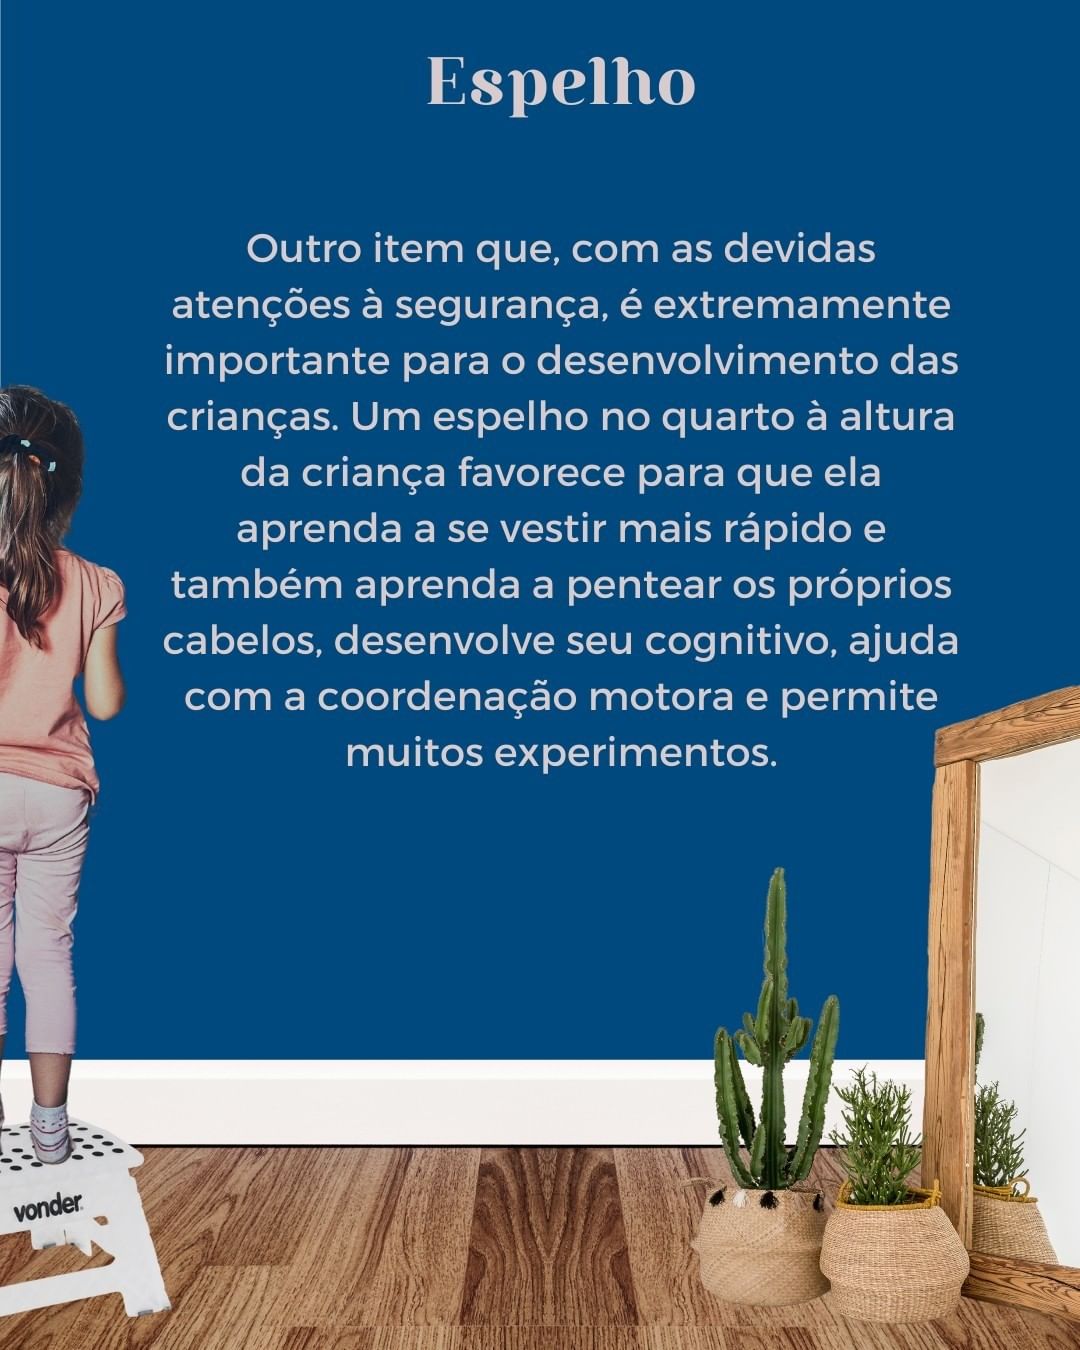 Espelho
Outro item que, com as devidas
atenções à segurança, é extremamente
importante para o desenvolvimento das
crianças. Um espelho no quarto à altura
da criança favorece para que ela
aprenda a se vestir mais rápido e
também aprenda a pentear os próprios
cabelos, desenvolve seu cognitivo, ajuda
com a coordenação motora e permite
muitos experimentos.
vonder